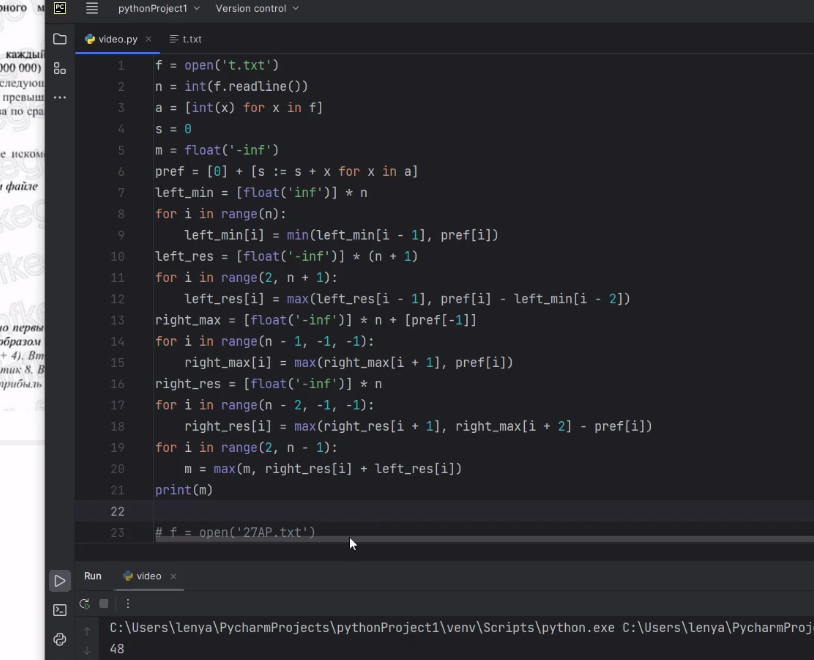 рного м
каждый
000 000)
следующ
превыш
а по сра
е иском
и файле
о первы
образом
+ 4). Вт
тик 8. В
прибыль
PC
pythonProject1
Version control
video.py
t.txt
1 f = open('t.txt')
2 n = int(f.readline())
3 a = [int(x) for x in f]
4 s = 0
5 m = float('-inf')
6 pref = [0] + [s := s + x for x in a]
7 left_min = [float('inf')] * n
8 for i in range(n):
9     left_min[i] = min(left_min[i - 1], pref[i])
10 left_res = [float('-inf')] * (n + 1)
11 for i in range(2, n + 1):
12     left_res[i] = max(left_res[i - 1], pref[i] - left_min[i - 2])
13 right_max = [float('-inf')] * n + [pref[-1]]
14 for i in range(n - 1, -1, -1):
15     right_max[i] = max(right_max[i + 1], pref[i])
16 right_res = [float('-inf')] * n
17 for i in range(n - 2, -1, -1):
18     right_res[i] = max(right_res[i + 1], right_max[i + 2] - pref[i])
19 for i in range(2, n - 1):
20     m = max(m, right_res[i] + left_res[i])
21 print(m)
22
23 # f = open('27AP.txt')
Run
video
C:\Users\lenya\PycharmProjects\pythonProject1\venv\Scripts\python.exe C:\Users\lenya\PycharmProj
48